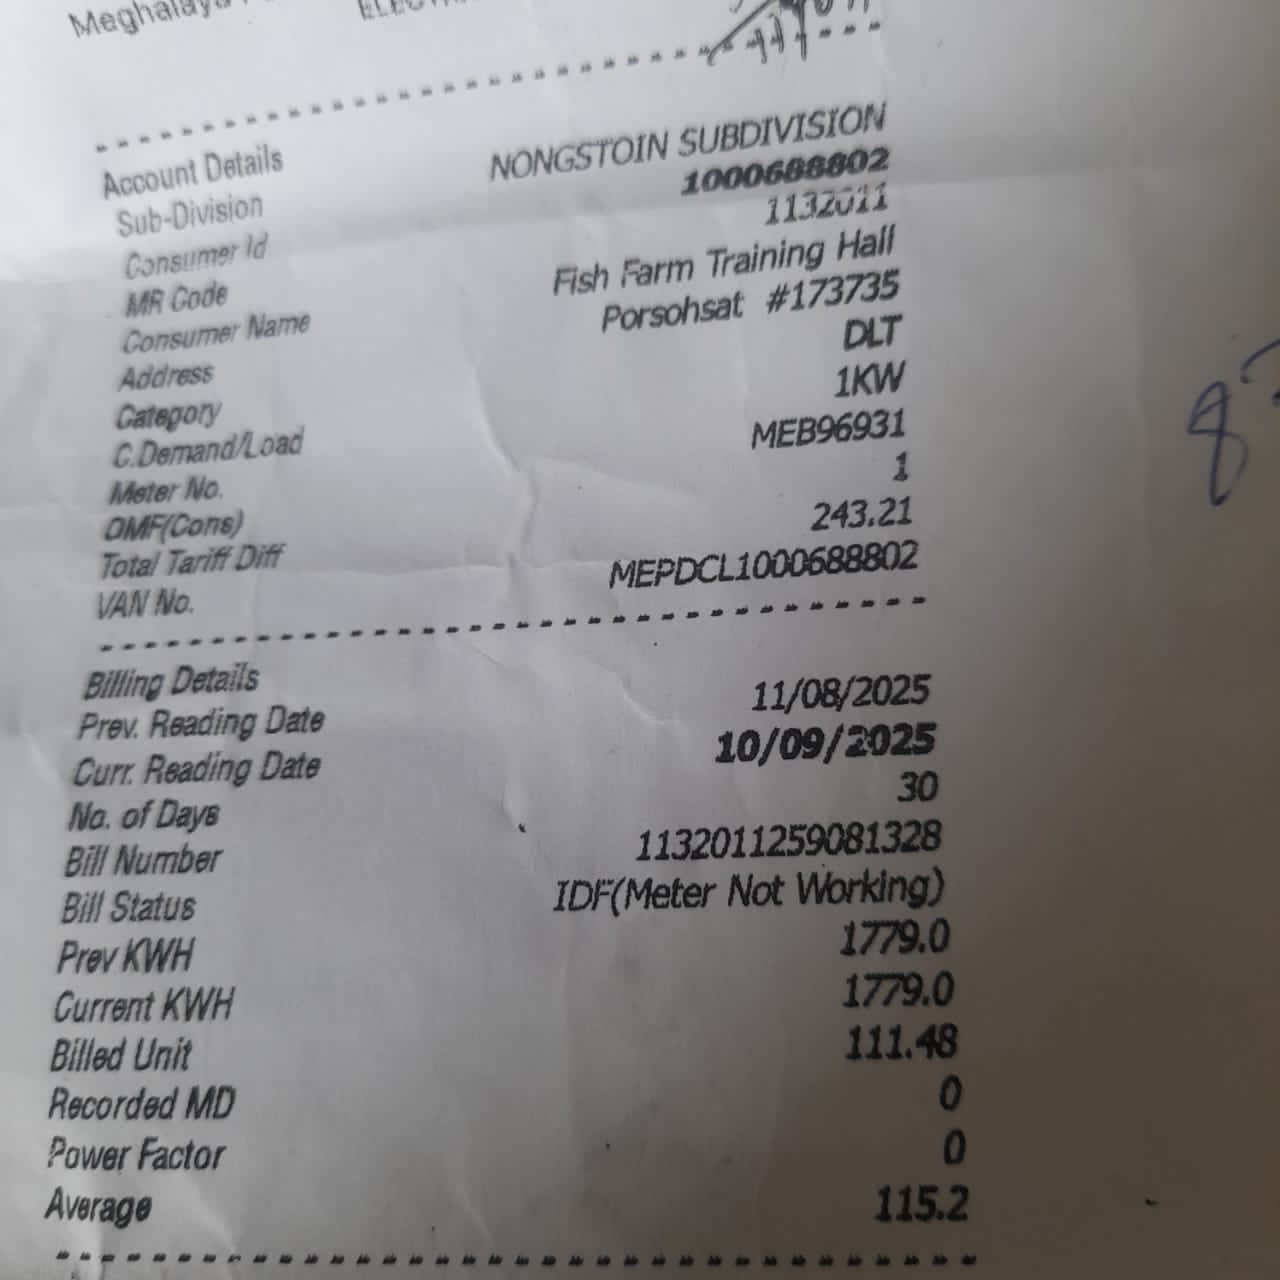 Meghalaya
Account Details
Sub-Division NONGSTOIN SUBDIVISION
Consumer Id 1000688802
MR Code 1132011
Consumer Name Fish Farm Training Hall
Address Porsohsat #173735
Category DLT
C.Demand/Load 1KW
Meter No. MEB96931
OMF(Cons) 1
Total Tariff Diff 243.21
VAN No. MEPDCL1000688802
Billing Details
Prev. Reading Date 11/08/2025
Curr. Reading Date 10/09/2025
No. of Days 30
Bill Number 1132011259081328
Bill Status IDF(Meter Not Working)
Prev KWH 1779.0
Current KWH 1779.0
Billed Unit 111.48
Recorded MD 0
Power Factor 0
Average 115.2